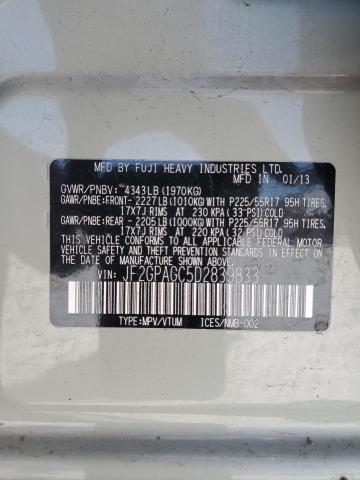 MFD BY FUJI HEAVY INDUSTRIES LTD.
MFD. IN 01/13
GVWR/PNBV: 4343LB (1970KG)
GAWR/PNBE:FRONT- 2227LB(1010KG)WITH P225/55R17 95H TIRES,
17X7J RIMS, AT 230 KPA (33 PSI)COLD
GAWR/PNBE:REAR - 2205LB(1000KG)WITH P225/55R17 95H TIRES,
17X7J RIMS, AT 220 KPA (32 PSI)COLD
THIS VEHICLE CONFORMS TO ALL APPLICABLE FEDERAL MOTOR
VEHICLE SAFETY AND THEFT PREVENTION STANDARDS IN EFFECT
ON THE DATE OF MANUFACTURE SHOWN ABOVE.
VIN: JF2GPAGC5D2839833
TYPE:MPV/VTUM ICES/NMB-002